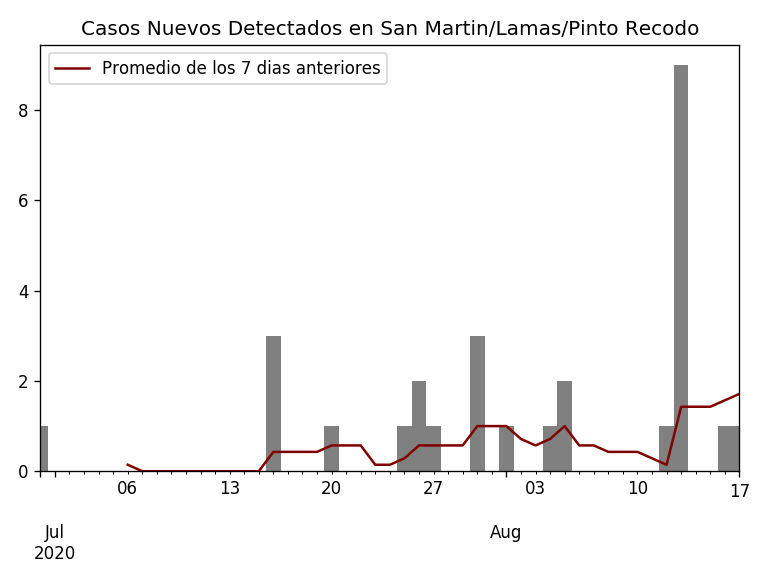 Casos Nuevos Detectados en San Martin/Lamas/Pinto Recodo
Promedio de los 7 dias anteriores
8
6
4
2
0
06 13 20 27 03 10 17
Jul Aug
2020